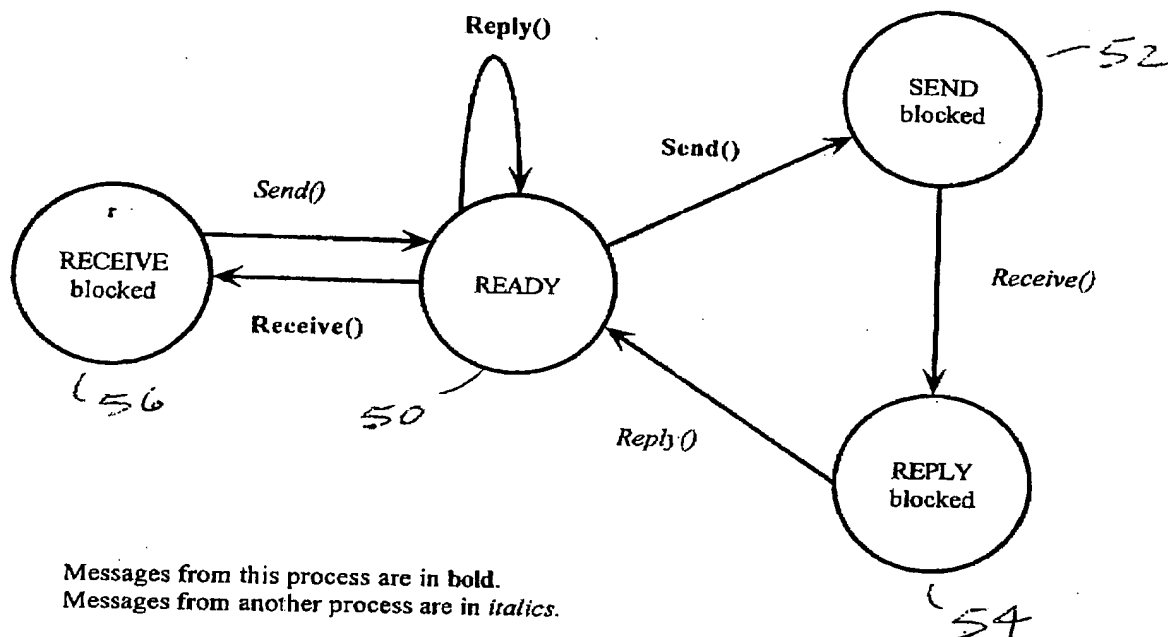 Reply()
52
SEND
blocked
Send()
Send()
r
RECEIVE
blocked
READY
Receive()
Receive()
56
50
Reply()
REPLY
blocked
Messages from this process are in bold.
Messages from another process are in italics.
54